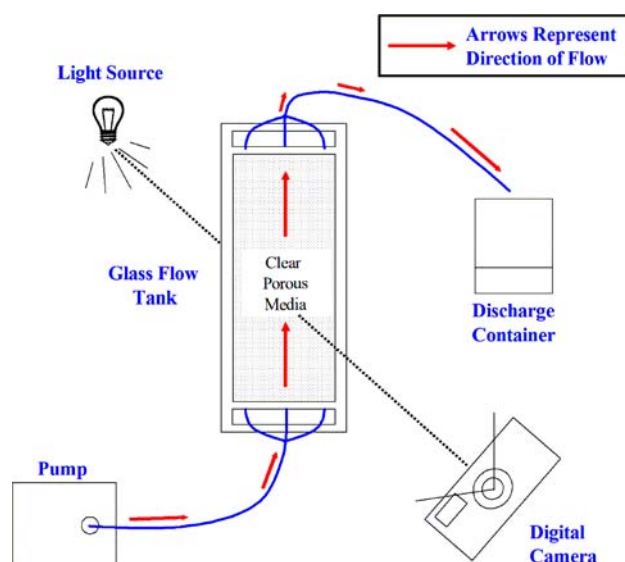 Arrows Represent
Direction of Flow
Light Source
Glass Flow
Tank
Clear
Porous
Media
Discharge
Container
Pump
Digital
Camera